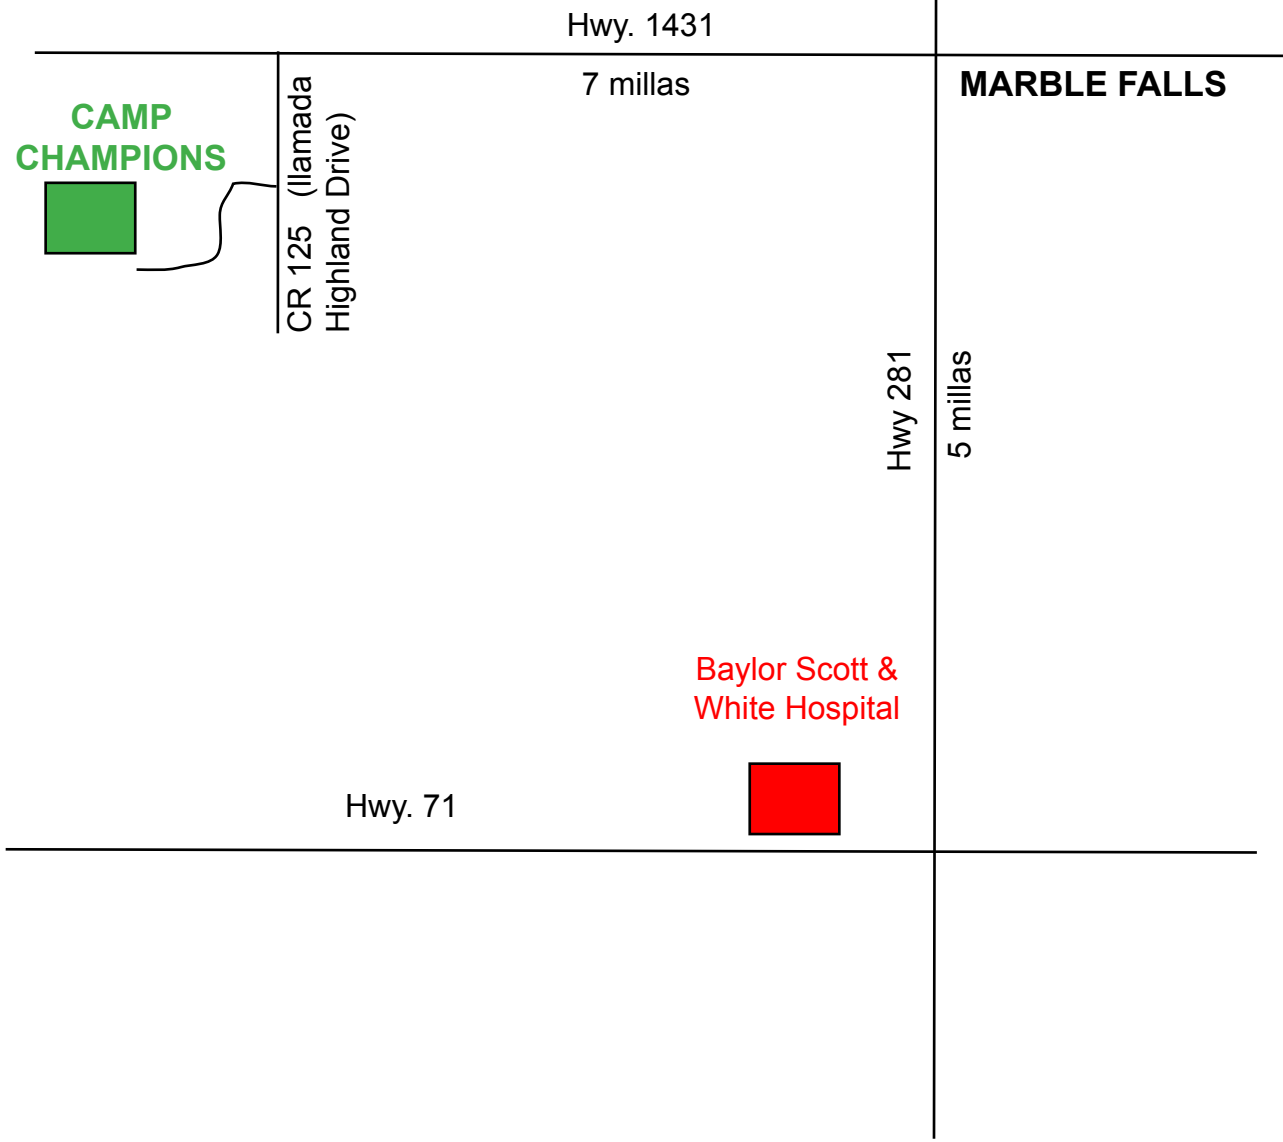 Hwy. 1431
7 millas
MARBLE FALLS
CAMP
CHAMPIONS
CR 125 (llamada
Highland Drive)
Hwy 281
5 millas
Baylor Scott &
White Hospital
Hwy. 71